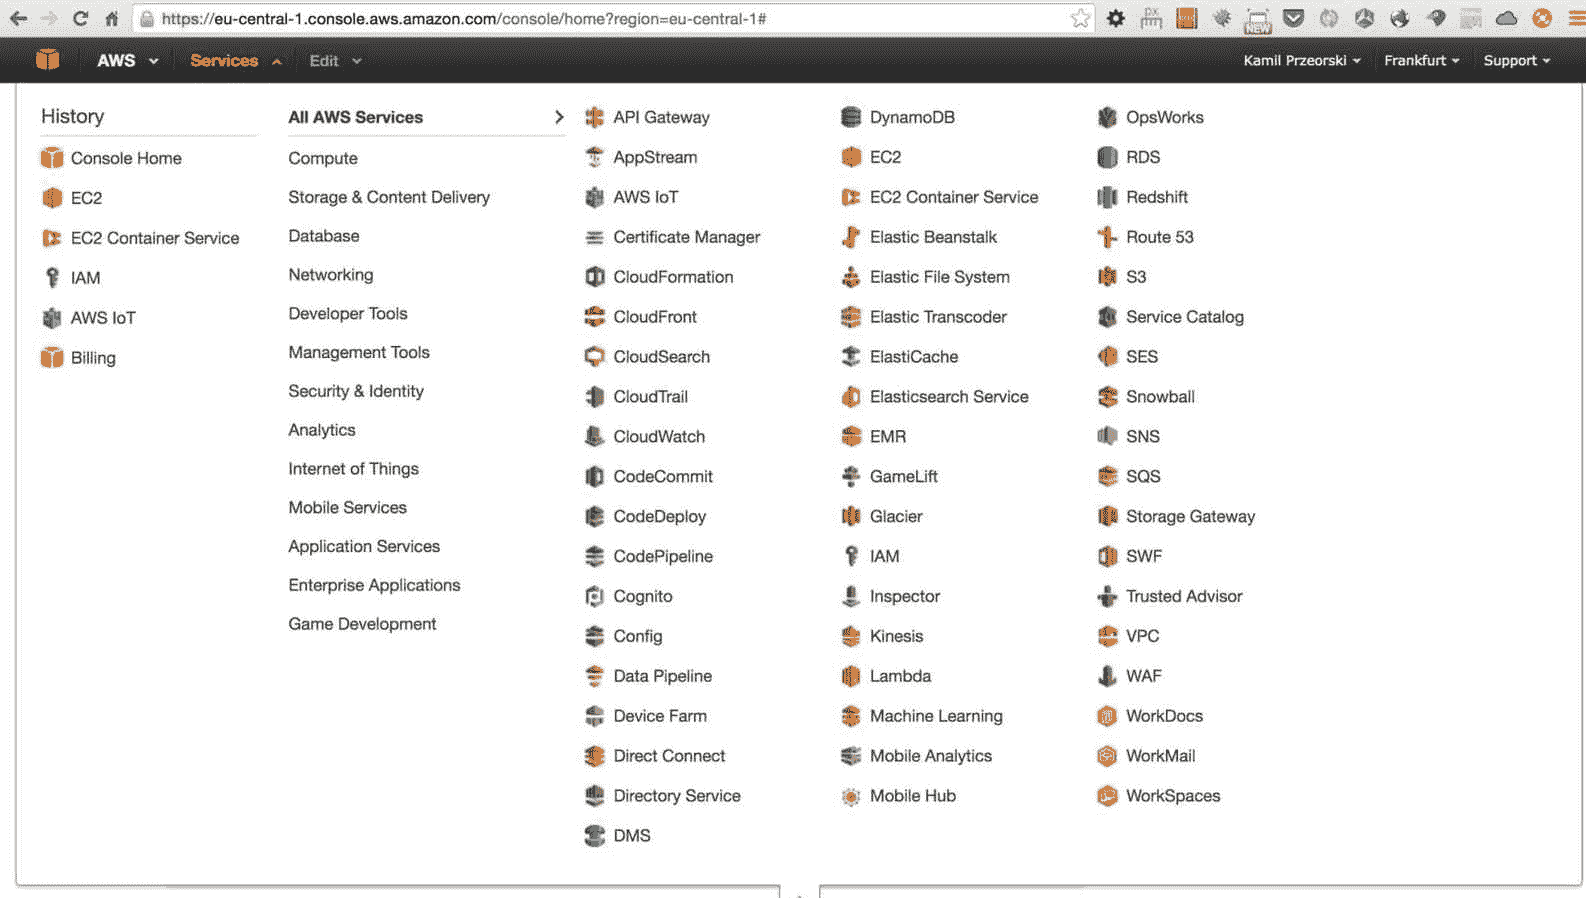 https://eu-central-1.console.aws.amazon.com/console/home?region=eu-central-1#
NEW
AWS
Services
Edit
Kamil Przeorski
Frankfurt
Support
History
Console Home
EC2
EC2 Container Service
IAM
AWS IoT
Billing
All AWS Services
Compute
Storage & Content Delivery
Database
Networking
Developer Tools
Management Tools
Security & Identity
Analytics
Internet of Things
Mobile Services
Application Services
Enterprise Applications
Game Development
API Gateway
AppStream
AWS IoT
Certificate Manager
CloudFormation
CloudFront
CloudSearch
CloudTrail
CloudWatch
CodeCommit
CodeDeploy
CodePipeline
Cognito
Config
Data Pipeline
Device Farm
Direct Connect
Directory Service
DMS
DynamoDB
EC2
EC2 Container Service
Elastic Beanstalk
Elastic File System
Elastic Transcoder
ElastiCache
Elasticsearch Service
EMR
GameLift
Glacier
IAM
Inspector
Kinesis
Lambda
Machine Learning
Mobile Analytics
Mobile Hub
OpsWorks
RDS
Redshift
Route 53
S3
Service Catalog
SES
Snowball
SNS
SQS
Storage Gateway
SWF
Trusted Advisor
VPC
WAF
WorkDocs
WorkMail
WorkSpaces